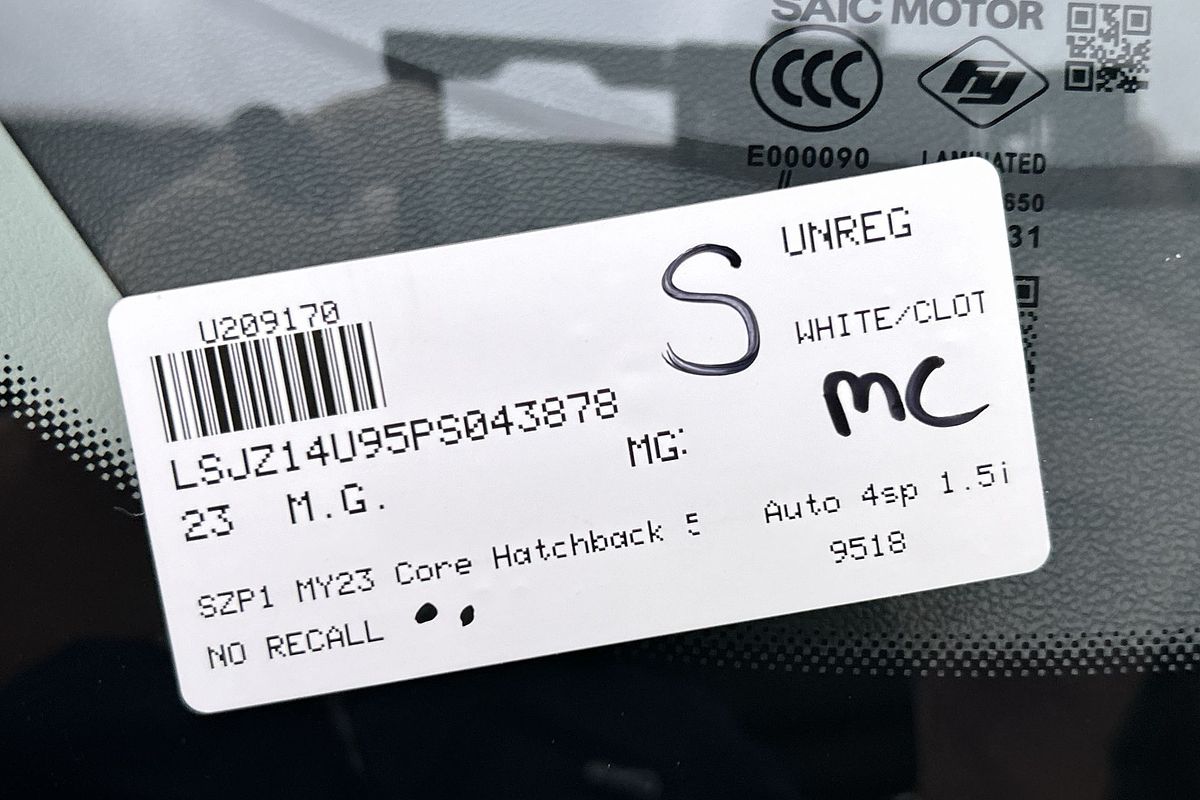 SAIC MOTOR
CCC
hy
E000090
LAMINATED
650
31
UNREG
S
U209170
WHITE/CLOT
MC
LSJZ14U95PS043878
MG:
23 M.G.
Auto 4sp 1.5i
SZP1 MY23 Core Hatchback 5
9518
NO RECALL